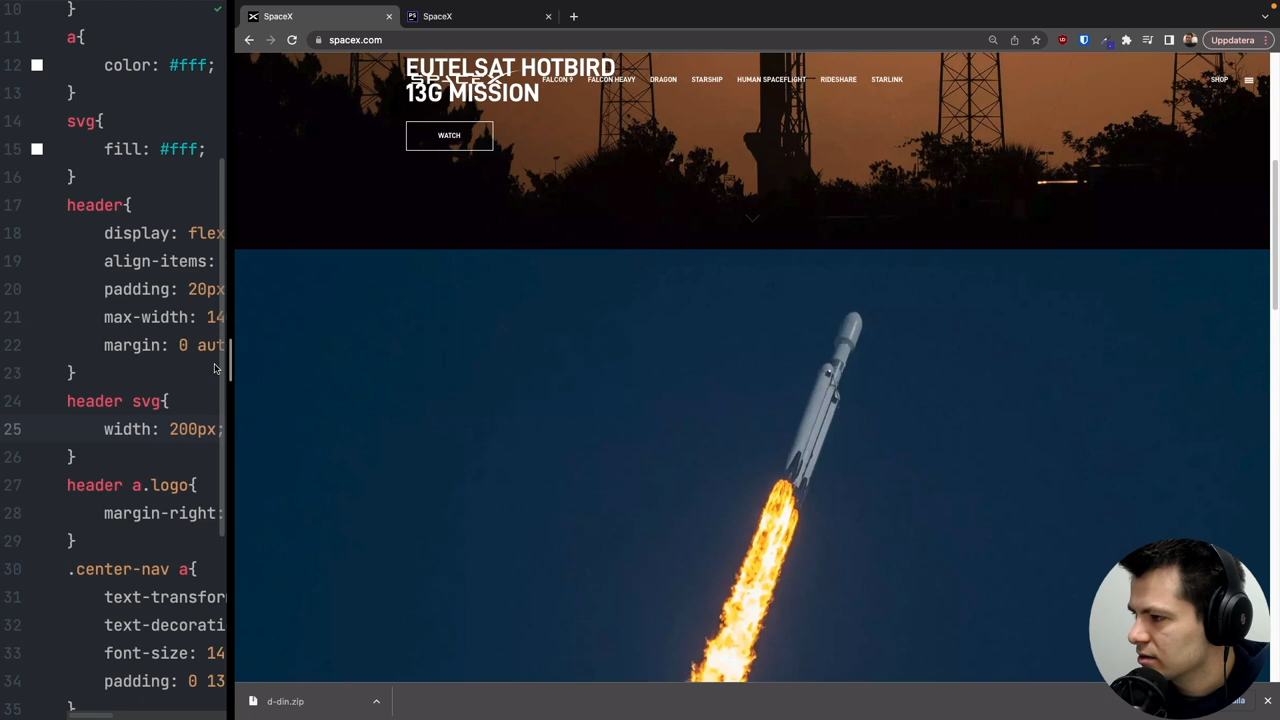 10 }
11 a{
12 color: #fff;
13 }
14 svg{
15 fill: #fff;
16 }
17 header{
18 display: flex
19 align-items:
20 padding: 20px
21 max-width: 14
22 margin: 0 aut
23 }
24 header svg{
25 width: 200px;
26 }
27 header a.logo{
28 margin-right:
29 }
30 .center-nav a{
31 text-transfor
32 text-decorati
33 font-size: 14
34 padding: 0 13
35 }
SpaceX
PS SpaceX
spacex.com
Uppdatera
EUTELSAT HOTBIRD
SPACEX FALCON 9 FALCON HEAVY DRAGON STARSHIP HUMAN SPACEFLIGHT RIDESHARE STARLINK SHOP
13G MISSION
WATCH
d-din.zip